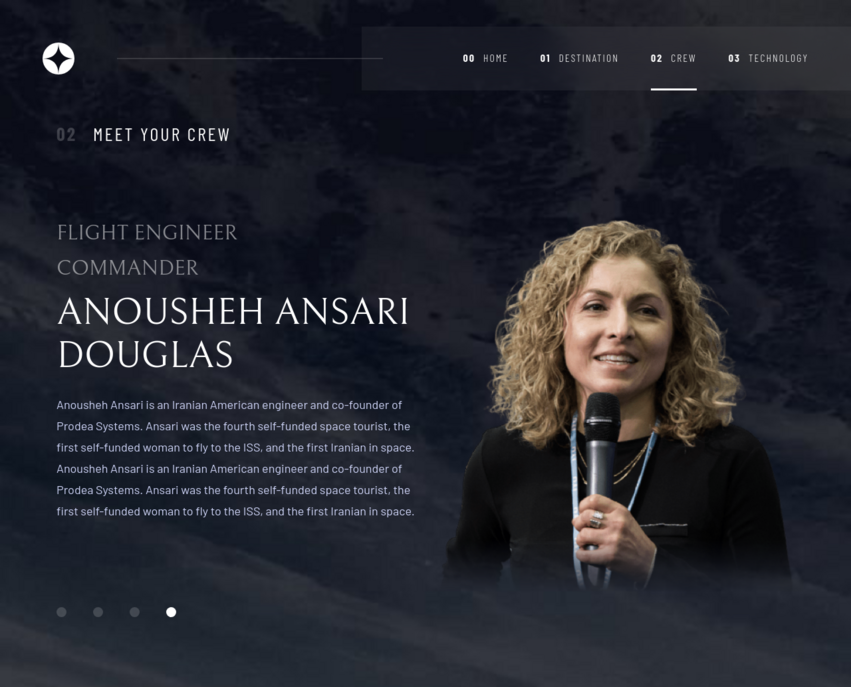 00 HOME 01 DESTINATION 02 CREW 03 TECHNOLOGY
02 MEET YOUR CREW
FLIGHT ENGINEER
COMMANDER
ANOUSHEH ANSARI
DOUGLAS
Anousheh Ansari is an Iranian American engineer and co-founder of
Prodea Systems. Ansari was the fourth self-funded space tourist, the
first self-funded woman to fly to the ISS, and the first Iranian in space.
Anousheh Ansari is an Iranian American engineer and co-founder of
Prodea Systems. Ansari was the fourth self-funded space tourist, the
first self-funded woman to fly to the ISS, and the first Iranian in space.